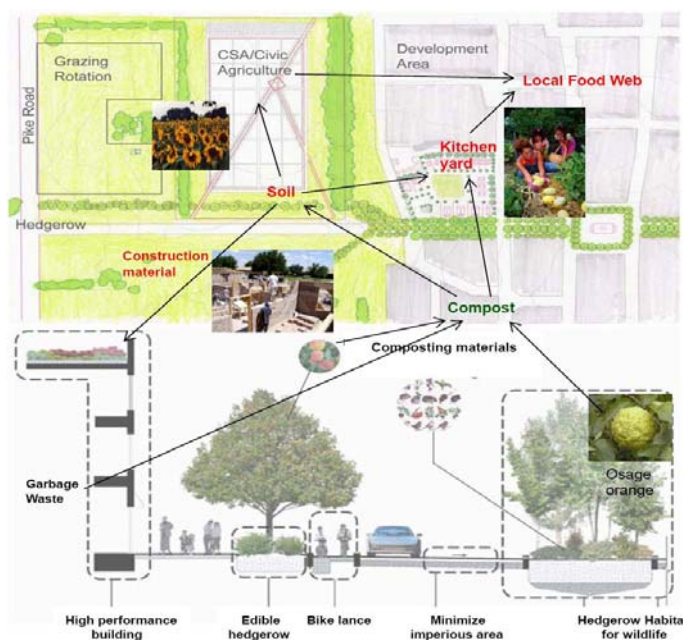 Grazing
Rotation
CSA/Civic
Agriculture
Development
Area
Local Food Web
Pike Road
Kitchen
yard
Soil
Hedgerow
Construction
material
Compost
Composting materials
Garbage
Waste
Osage
orange
High performance
building
Edible
hedgerow
Bike lance
Minimize
imperious area
Hedgerow Habita
for wildlife